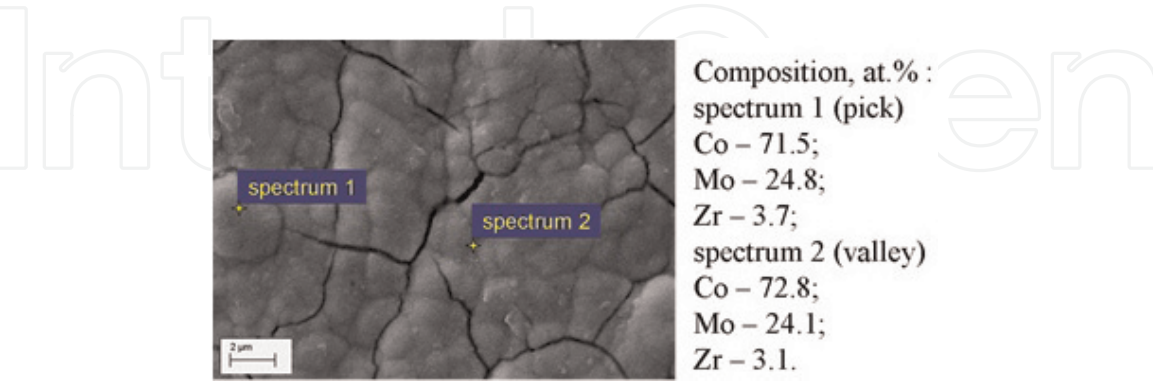 Composition, at.% :
spectrum 1 (pick)
Co – 71.5;
Mo – 24.8;
Zr – 3.7;
spectrum 2 (valley)
Co – 72.8;
Mo – 24.1;
Zr – 3.1.
spectrum 1
spectrum 2
2 µm